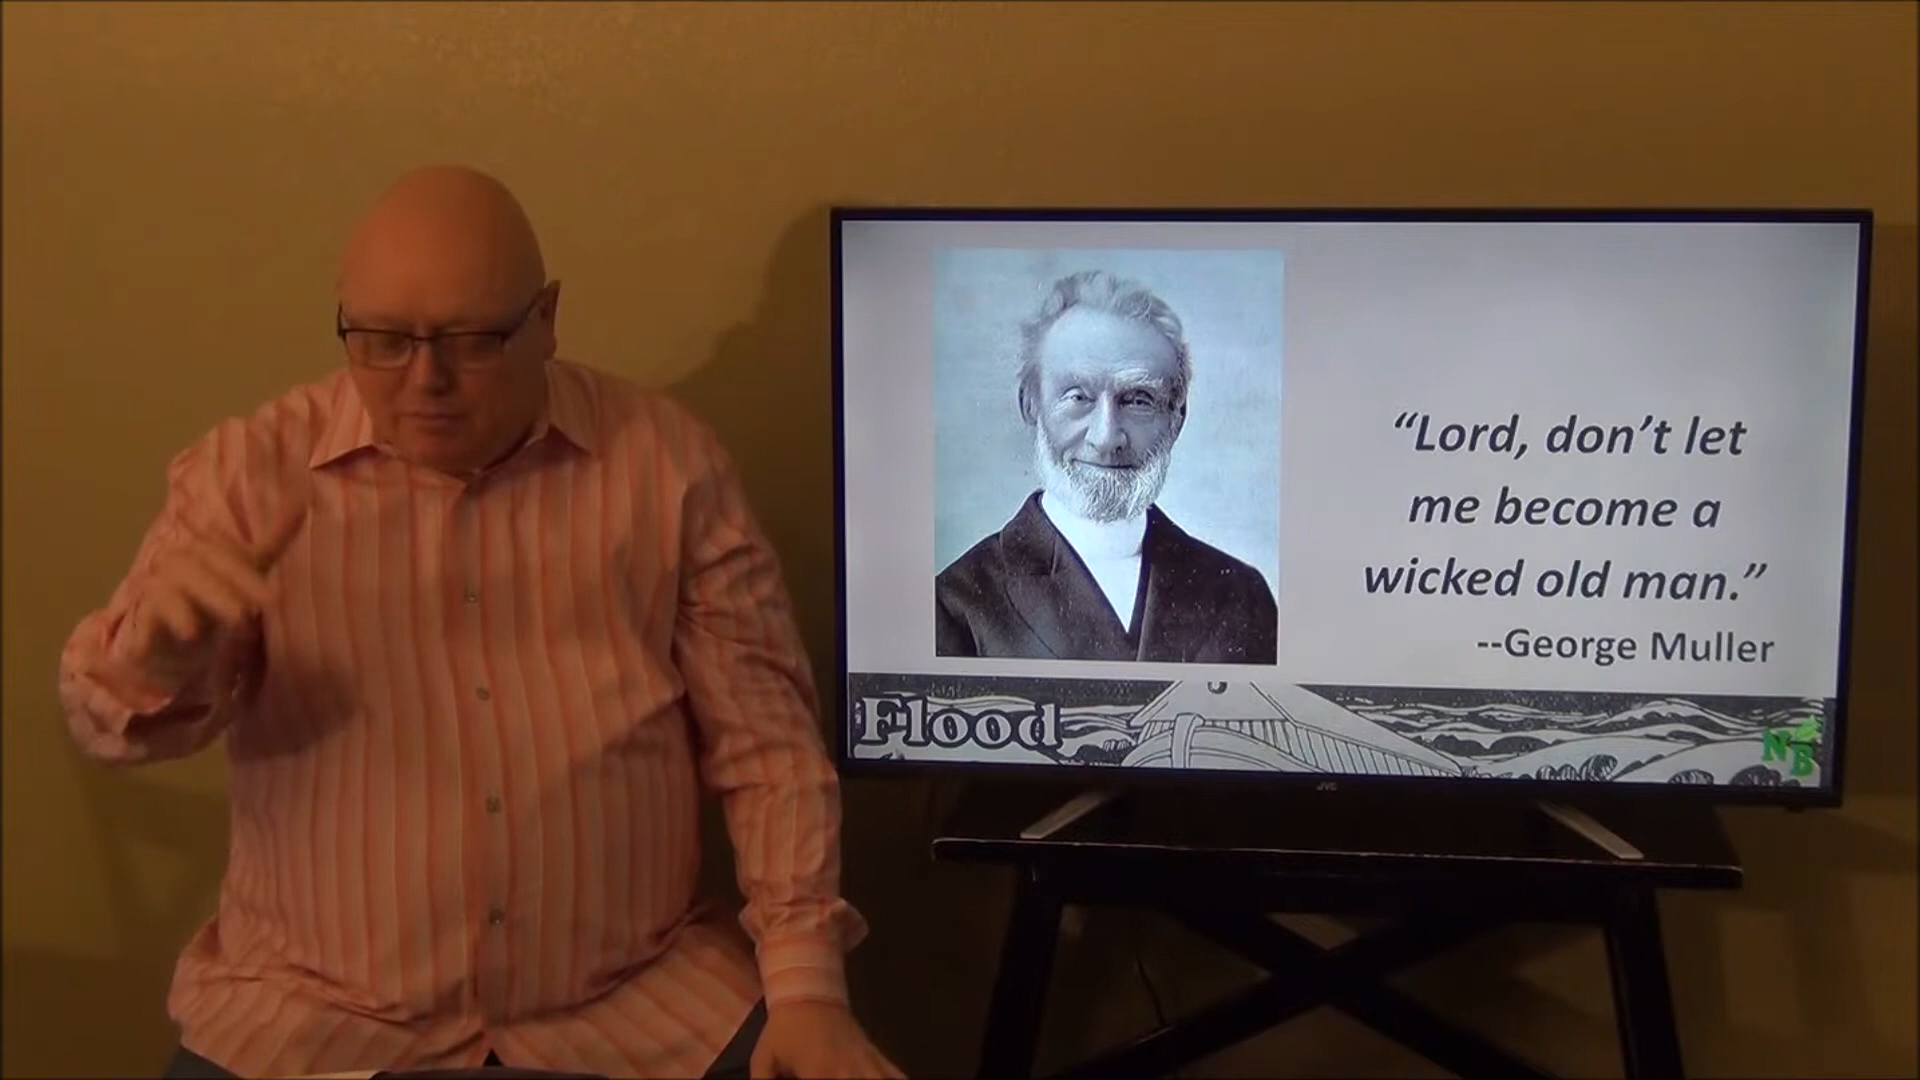 “Lord, don’t let
me become a
wicked old man.”
--George Muller
Flood
NB
JVC